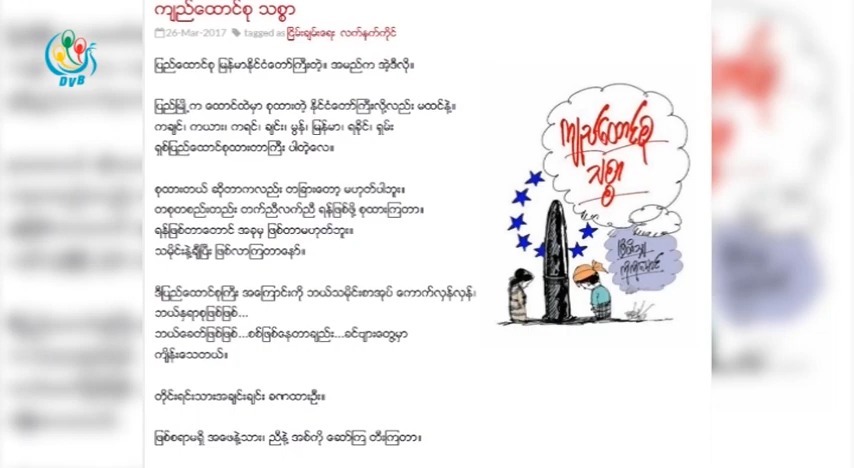 ကျည်ထောင်စု သစ္စာ
26-Mar-2017 tagged as ငြိမ်းချမ်းရေး လက်နက်ကိုင်
DVB
ပြည်ထောင်စု မြန်မာနိုင်ငံတော်ကြီးတဲ့။ အမည်က အဲ့ဒီလို။
ပြည်မြို့က ထောင်ထဲမှာ စုထားတဲ့ နိုင်ငံတော်ကြီးလို့လည်း မထင်နဲ့။
ကချင်၊ ကယား၊ ကရင်၊ ချင်း၊ မွန်၊ မြန်မာ၊ ရခိုင်၊ ရှမ်း
ရှစ်ပြည်ထောင်စုထားတာကြီး ပါတဲ့လေ။
စုထားတယ် ဆိုတာကလည်း တခြားတော့ မဟုတ်ပါဘူး။
တစုတစည်းတည်း တက်ညီလက်ညီ ရန်ဖြစ်ဖို့ စုထားကြတာ။
ရန်ဖြစ်တာတောင် အခုမှ ဖြစ်တာမဟုတ်ဘူး။
သမိုင်းနဲ့ချီပြီး ဖြစ်လာကြတာနော်။
ဒီပြည်ထောင်စုကြီး အကြောင်းကို ဘယ်သမိုင်းစာအုပ် ကောက်လှန်လှန်၊
ဘယ်နှရာစုဖြစ်ဖြစ်...
ဘယ်ခေတ်ဖြစ်ဖြစ်...စစ်ဖြစ်နေတာချည်း...ခင်ဗျားတွေ့မှာ
ကျိန်းသေတယ်။
တိုင်းရင်းသားအချင်းချင်း ခဏထားဦး။
ဖြစ်စရာမရှိ အဖေနဲ့သား၊ ညီနဲ့ အစ်ကို ဆော်ကြ တီးကြတာ။
ကျည်ထောင်စု
သစ္စာ